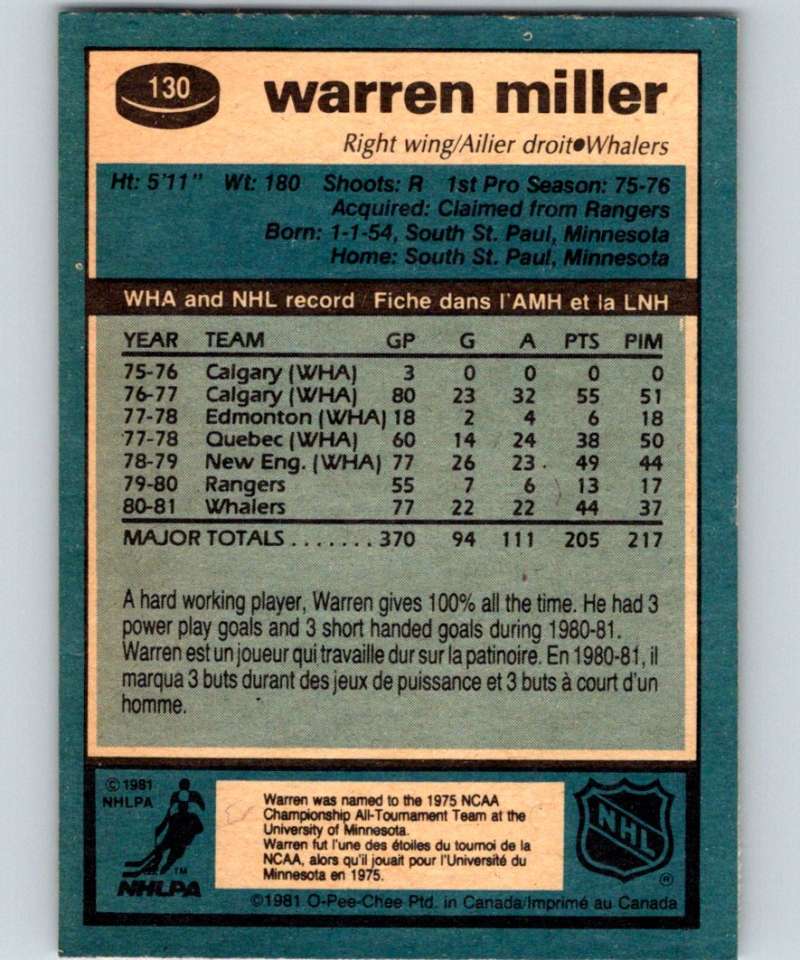 130
warren miller
Right wing/Ailier droit●Whalers
Ht: 5'11" Wt: 180 Shoots: R 1st Pro Season: 75-76
Acquired: Claimed from Rangers
Born: 1-1-54, South St. Paul, Minnesota
Home: South St. Paul, Minnesota
WHA and NHL record / Fiche dans l'AMH et la LNH
YEAR TEAM GP G A PTS PIM
75-76 Calgary (WHA) 3 0 0 0 0
76-77 Calgary (WHA) 80 23 32 55 51
77-78 Edmonton (WHA) 18 2 4 6 18
77-78 Quebec (WHA) 60 14 24 38 50
78-79 New Eng. (WHA) 77 26 23 49 44
79-80 Rangers 55 7 6 13 17
80-81 Whalers 77 22 22 44 37
MAJOR TOTALS . . . . . . . 370 94 111 205 217
A hard working player, Warren gives 100% all the time. He had 3
power play goals and 3 short handed goals during 1980-81.
Warren est un joueur qui travaille dur sur la patinoire. En 1980-81, il
marqua 3 buts durant des jeux de puissance et 3 buts à court d'un
homme.
© 1981
NHLPA
TM
NHLPA
Warren was named to the 1975 NCAA
Championship All-Tournament Team at the
University of Minnesota.
Warren fut l'une des étoiles du tournoi de la
NCAA, alors qu'il jouait pour l'Université du
Minnesota en 1975.
NHL
®
©1981 O-Pee-Chee Ptd. in Canada/Imprimé au Canada